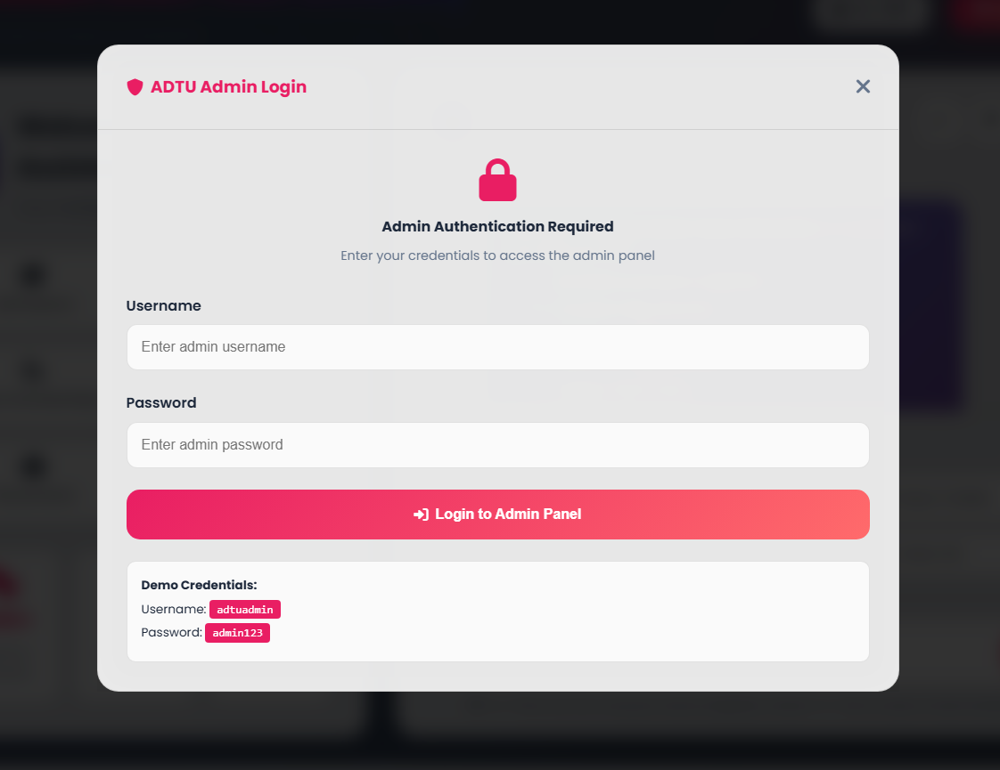 ADTU Admin Login
Admin Authentication Required
Enter your credentials to access the admin panel
Username
Enter admin username
Password
Enter admin password
Login to Admin Panel
Demo Credentials:
Username: adtuadmin
Password: admin123